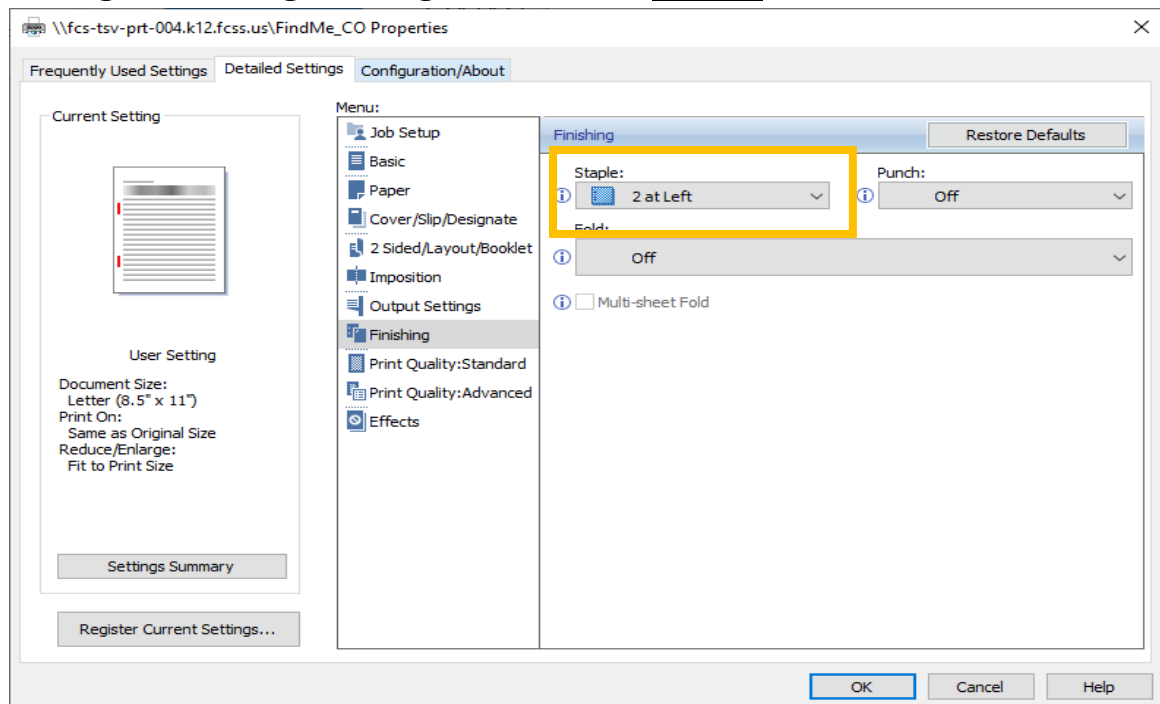 \\fcs-tsv-prt-004.k12.fcss.us\FindMe_CO Properties
Frequently Used Settings Detailed Settings Configuration/About
Current Setting
User Setting
Document Size:
Letter (8.5" x 11")
Print On:
Same as Original Size
Reduce/Enlarge:
Fit to Print Size
Settings Summary
Register Current Settings...
Menu:
Job Setup
Basic
Paper
Cover/Slip/Designate
2 Sided/Layout/Booklet
Imposition
Output Settings
Finishing
Print Quality:Standard
Print Quality:Advanced
Effects
Finishing Restore Defaults
Staple: Punch:
2 at Left Off
Fold:
Off
Multi-sheet Fold
OK Cancel Help